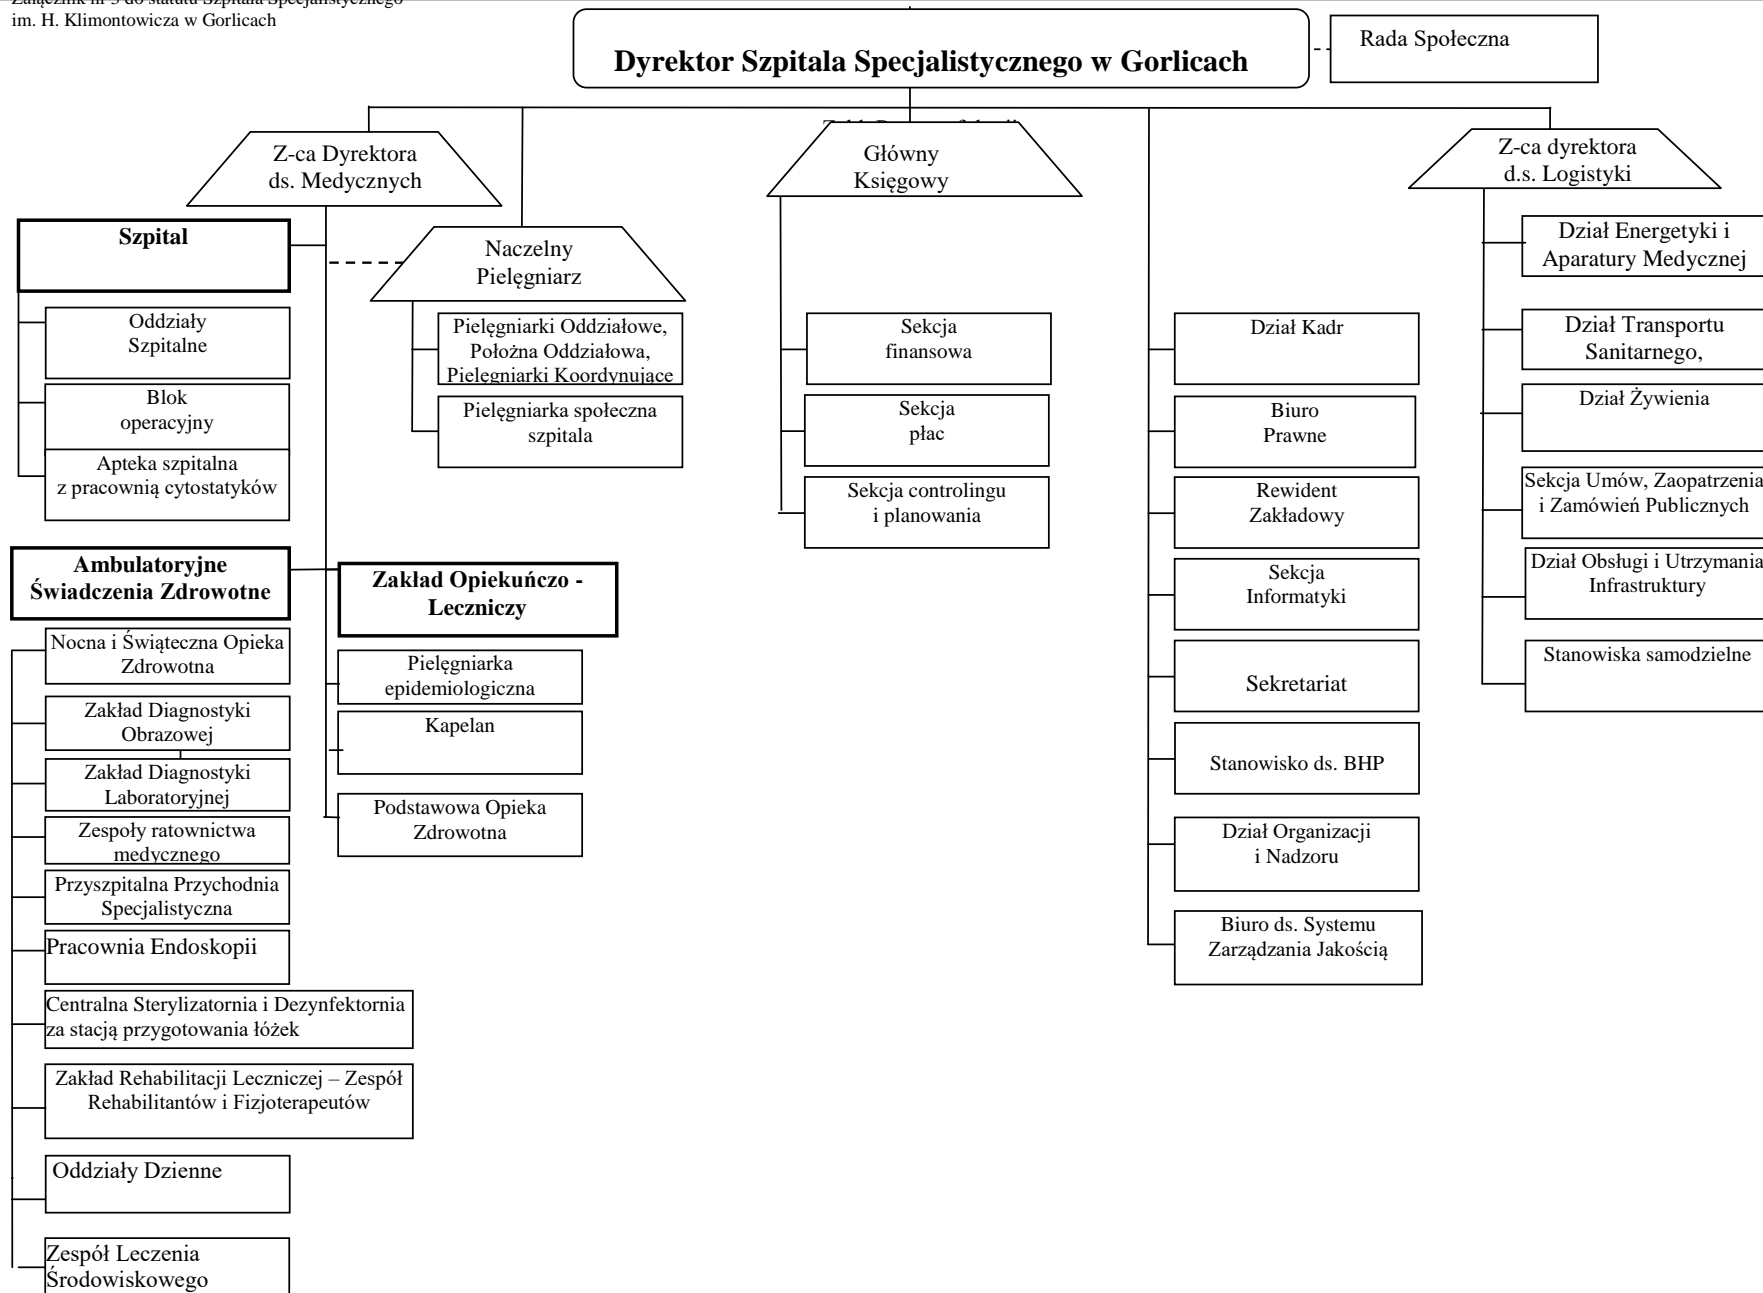 im. H. Klimontowicza w Gorlicach
Dyrektor Szpitala Specjalistycznego w Gorlicach
Rada Społeczna
Z-ca Dyrektora
ds. Medycznych
Główny
Księgowy
Z-ca dyrektora
d.s. Logistyki
Szpital
Naczelny
Pielęgniarz
Oddziały
Szpitalne
Blok
operacyjny
Apteka szpitalna
z pracownią cytostatyków
Pielęgniarki Oddziałowe,
Położna Oddziałowa,
Pielęgniarki Koordynujące
Pielęgniarka społeczna
szpitala
Sekcja
finansowa
Sekcja
płac
Sekcja controlingu
i planowania
Dział Kadr
Biuro
Prawne
Rewident
Zakładowy
Sekcja
Informatyki
Sekretariat
Stanowisko ds. BHP
Dział Organizacji
i Nadzoru
Biuro ds. Systemu
Zarządzania Jakością
Dział Energetyki i
Aparatury Medycznej
Dział Transportu
Sanitarnego,
Dział Żywienia
Sekcja Umów, Zaopatrzenia
i Zamówień Publicznych
Dział Obsługi i Utrzymania
Infrastruktury
Stanowiska samodzielne
Ambulatoryjne
Świadczenia Zdrowotne
Zakład Opiekuńczo -
Leczniczy
Pielęgniarka
epidemiologiczna
Kapelan
Podstawowa Opieka
Zdrowotna
Nocna i Świąteczna Opieka
Zdrowotna
Zakład Diagnostyki
Obrazowej
Zakład Diagnostyki
Laboratoryjnej
Zespoły ratownictwa
medycznego
Przyszpitalna Przychodnia
Specjalistyczna
Pracownia Endoskopii
Centralna Sterylizatornia i Dezynfektornia
za stacją przygotowania łóżek
Zakład Rehabilitacji Leczniczej – Zespół
Rehabilitantów i Fizjoterapeutów
Oddziały Dzienne
Zespół Leczenia
Środowiskowego